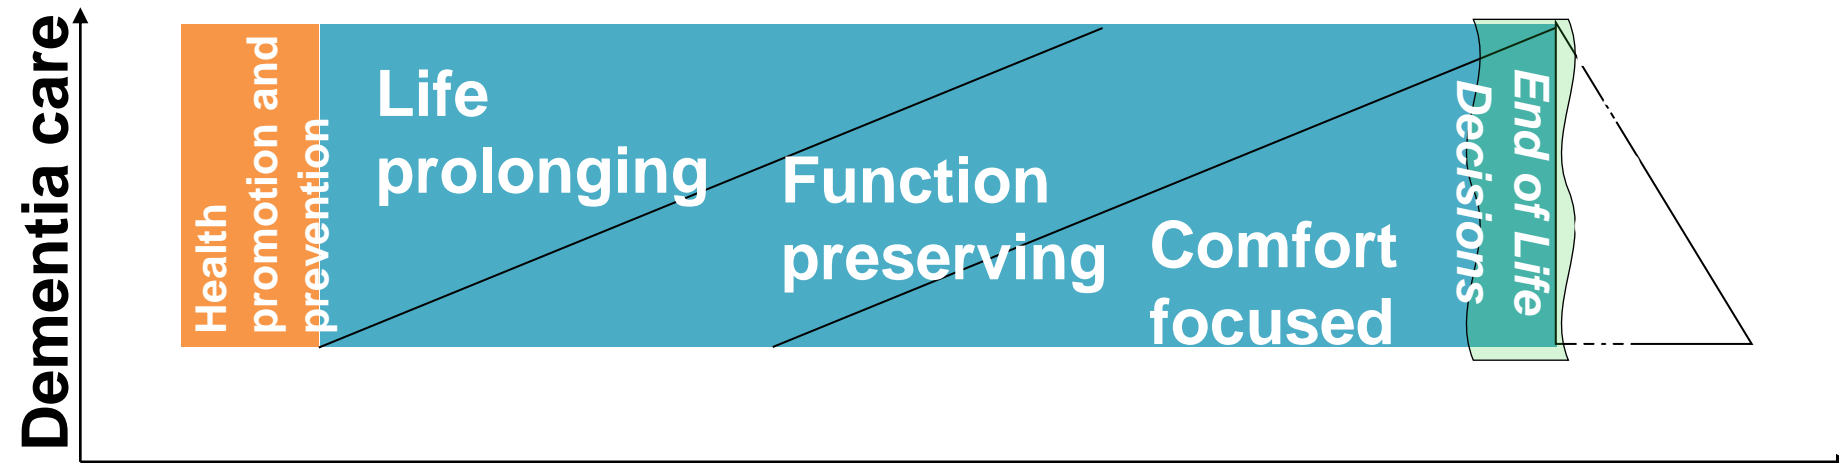 Dementia care
Health
promotion and
prevention
Life
prolonging
Function
preserving
Comfort
focused
End of Life
Decisions